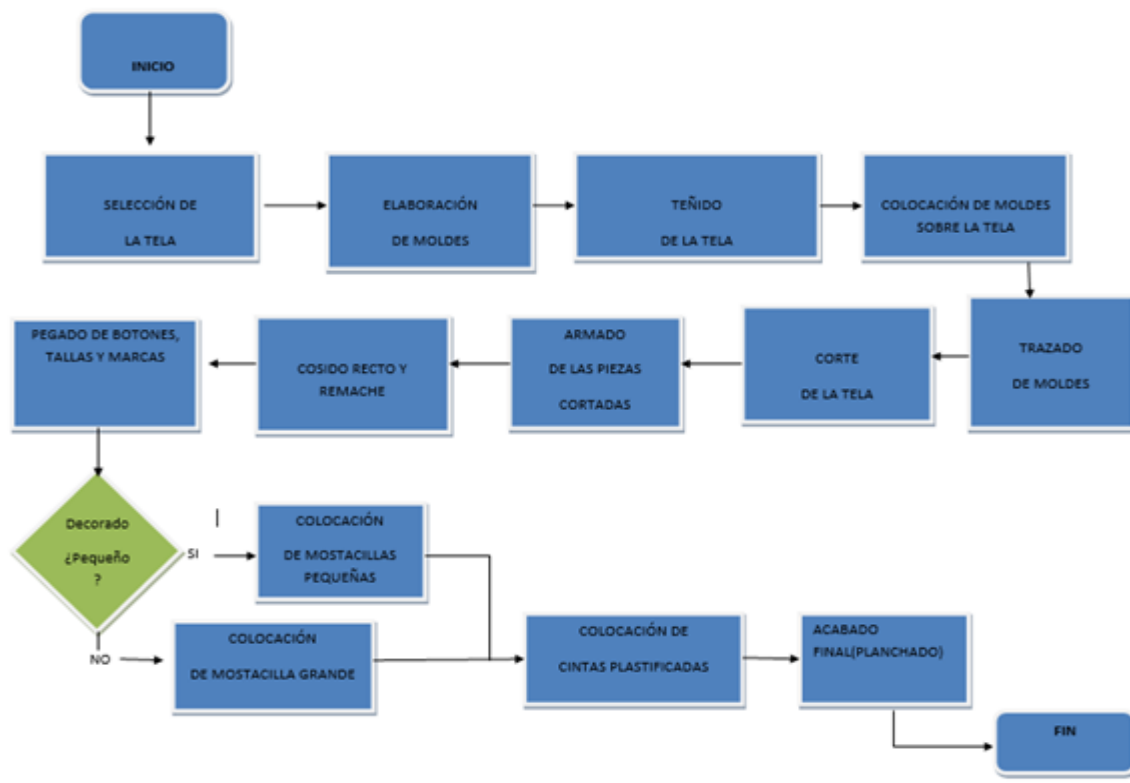 INICIO
SELECCIÓN DE
LA TELA
ELABORACIÓN
DE MOLDES
TEÑIDO
DE LA TELA
COLOCACIÓN DE MOLDES
SOBRE LA TELA
TRAZADO
DE MOLDES
CORTE
DE LA TELA
ARMADO
DE LAS PIEZAS
CORTADAS
COSIDO RECTO Y
REMACHE
PEGADO DE BOTONES,
TALLAS Y MARCAS
Decorado
¿Pequeño
?
SI
COLOCACIÓN
DE MOSTACILLAS
PEQUEÑAS
NO
COLOCACIÓN
DE MOSTACILLA GRANDE
COLOCACIÓN DE
CINTAS PLASTIFICADAS
ACABADO
FINAL(PLANCHADO)
FIN